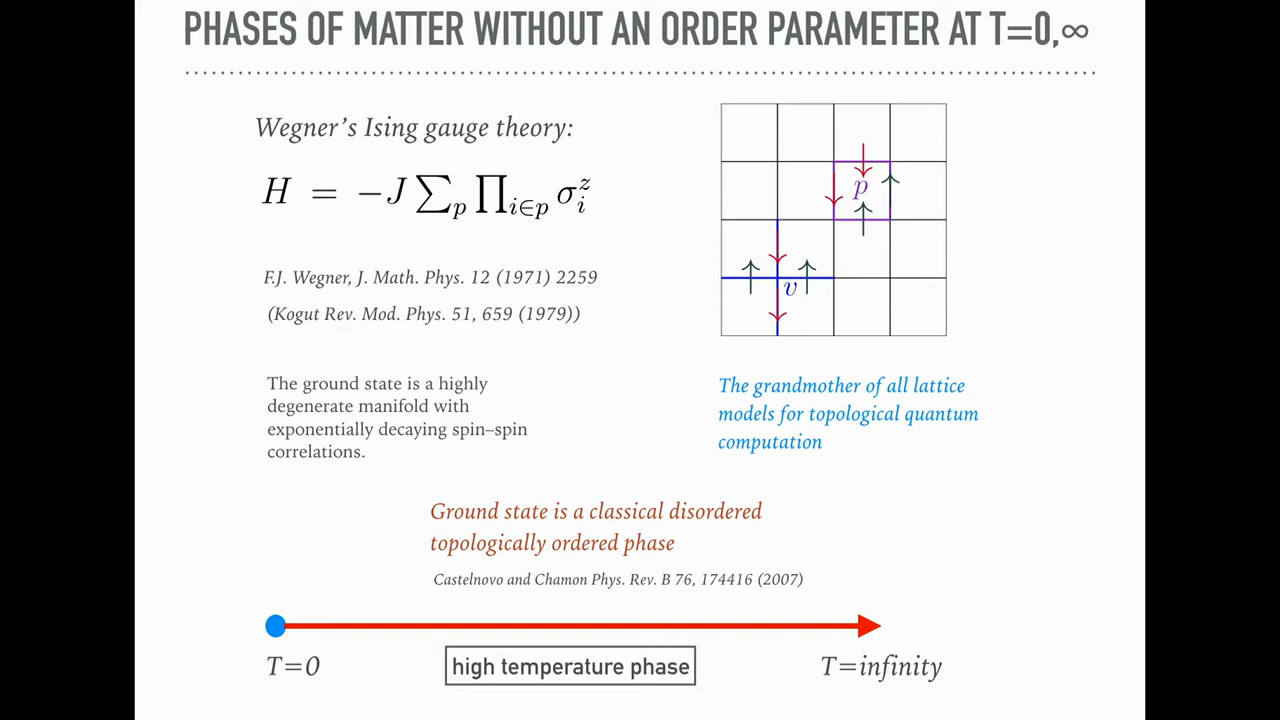 PHASES OF MATTER WITHOUT AN ORDER PARAMETER AT T=0,∞
Wegner's Ising gauge theory:
H = −J ∑_p ∏_{i∈p} σ_i^z
F.J. Wegner, J. Math. Phys. 12 (1971) 2259
(Kogut Rev. Mod. Phys. 51, 659 (1979))
p
v
The ground state is a highly
degenerate manifold with
exponentially decaying spin–spin
correlations.
The grandmother of all lattice
models for topological quantum
computation
Ground state is a classical disordered
topologically ordered phase
Castelnovo and Chamon Phys. Rev. B 76, 174416 (2007)
T=0
high temperature phase
T=infinity